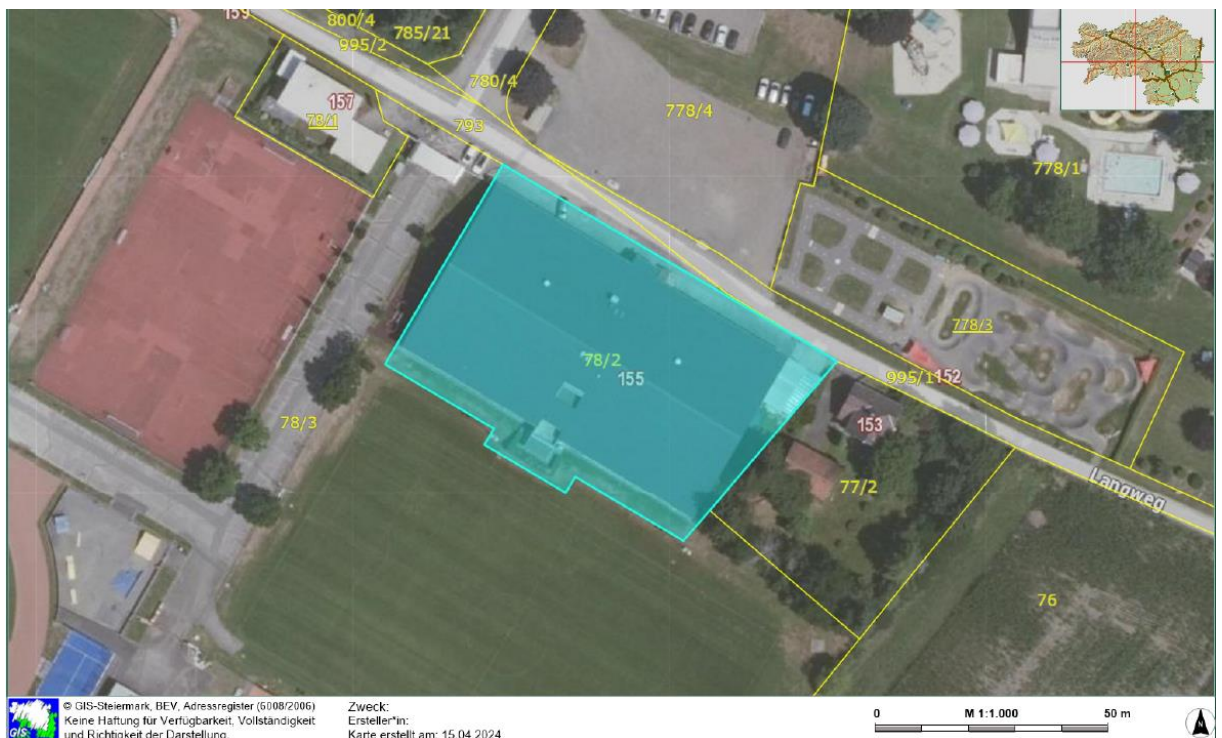 159
800/4
785/21
995/2
780/4
157
78/1
793
778/4
778/1
78/2
155
778/3
995/1
152
78/3
153
77/2
Langweg
76
© GIS-Steiermark, BEV, Adressregister (6008/2006)
Keine Haftung für Verfügbarkeit, Vollständigkeit
und Richtigkeit der Darstellung.
GIS
Zweck:
Ersteller*in:
Karte erstellt am: 15.04.2024
0 M 1:1.000 50 m
N